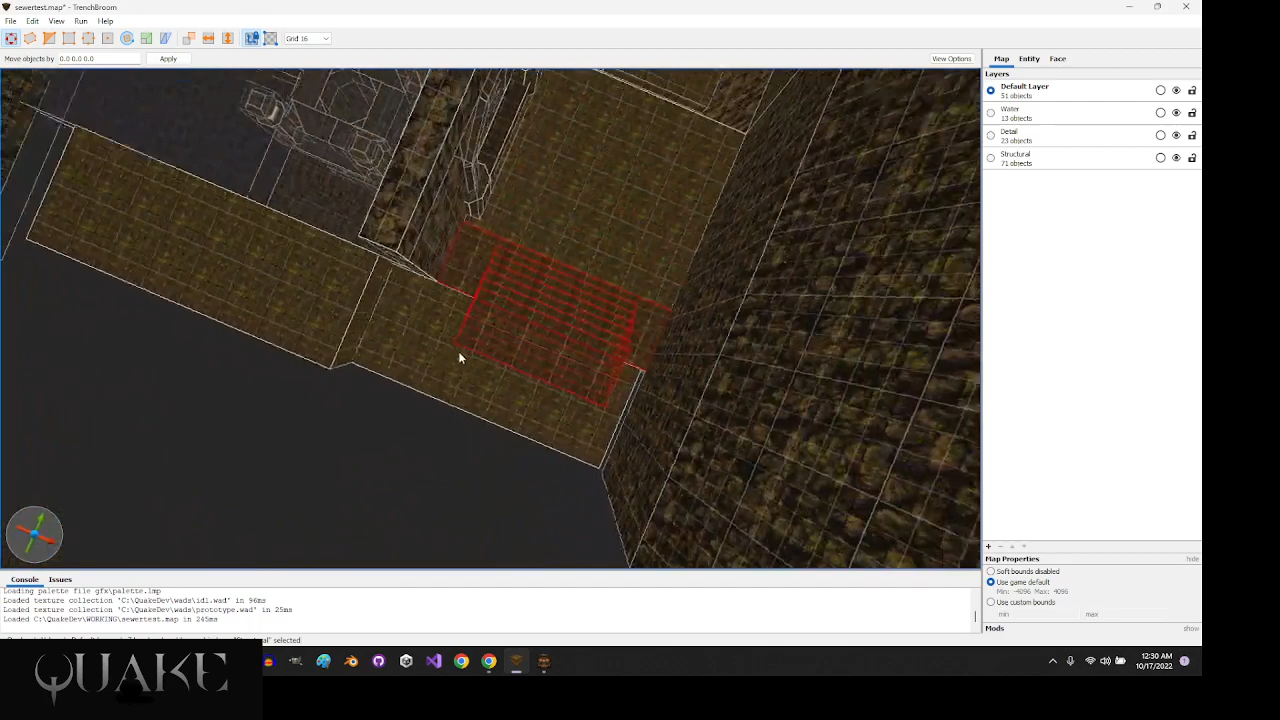 sewertest.map* - TrenchBroom
File Edit View Run Help
Grid 16
Move objects by 0.0 0.0 0.0 Apply View Options
Map Entity Face
Layers
Default Layer
51 objects
Water
13 objects
Detail
23 objects
Structural
71 objects
Map Properties hide
Soft bounds disabled
Use game default
Min: -4096 Max: 4096
Use custom bounds
min max
Mods show
Console Issues
Loading palette file gfx\palette.lmp
Loaded texture collection 'C:\QuakeDev\wads\id1.wad' in 96ms
Loaded texture collection 'C:\QuakeDev\wads\prototype.wad' in 25ms
Loaded C:\QuakeDev\WORKING\sewertest.map in 245ms
selected
QUAKE
12:30 AM
10/17/2022